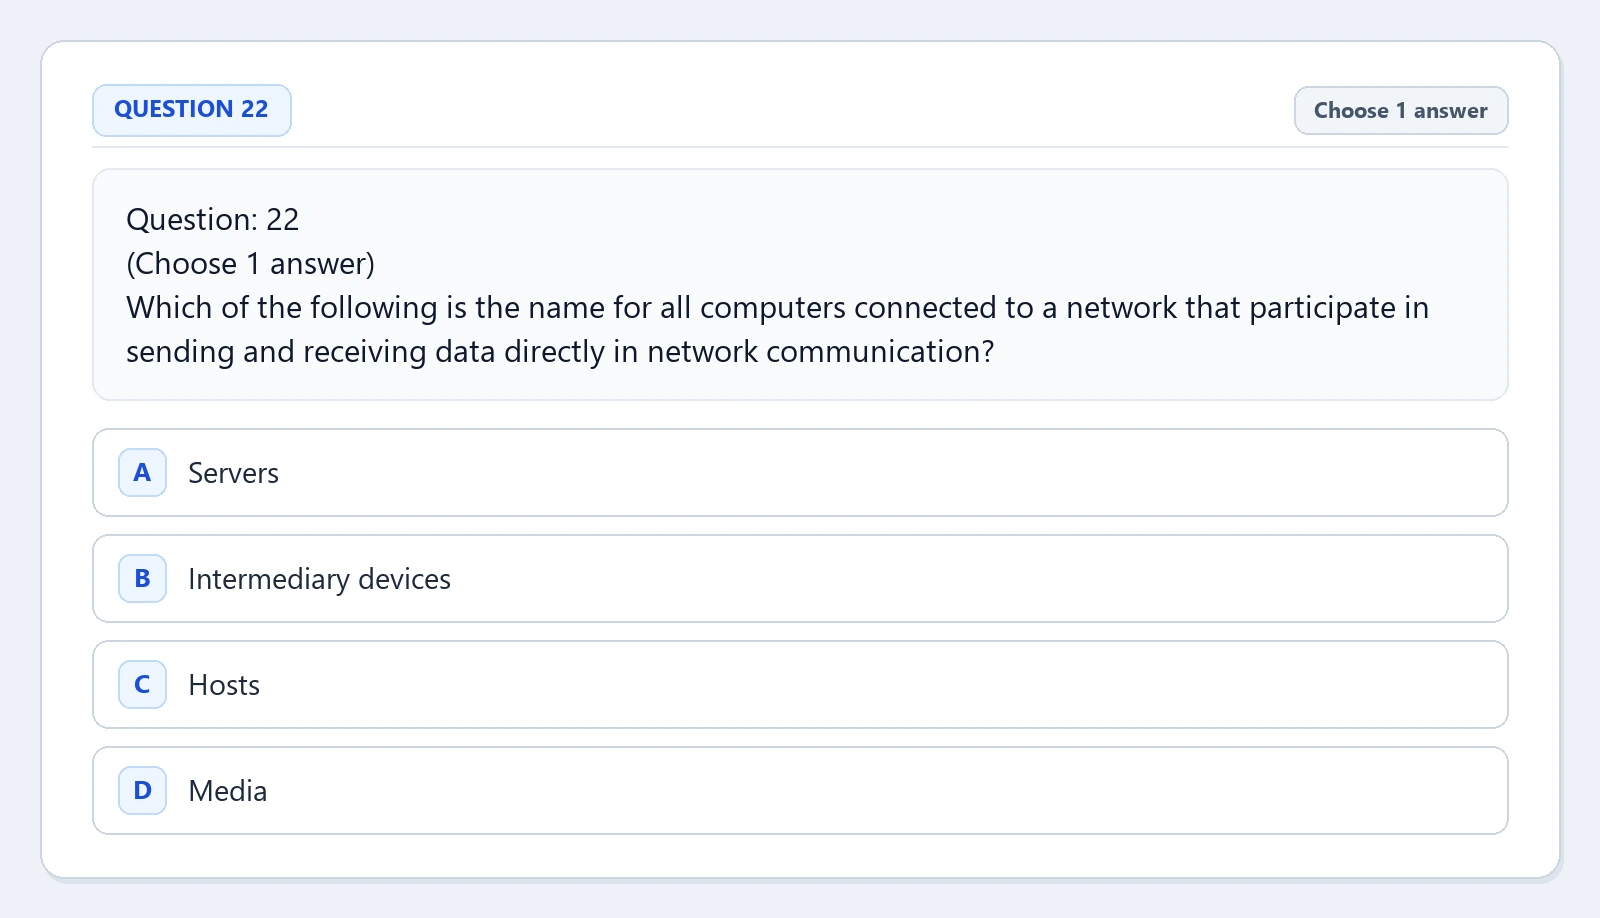 QUESTION 22
Choose 1 answer
Question: 22
(Choose 1 answer)
Which of the following is the name for all computers connected to a network that participate in
sending and receiving data directly in network communication?
A Servers
B Intermediary devices
C Hosts
D Media